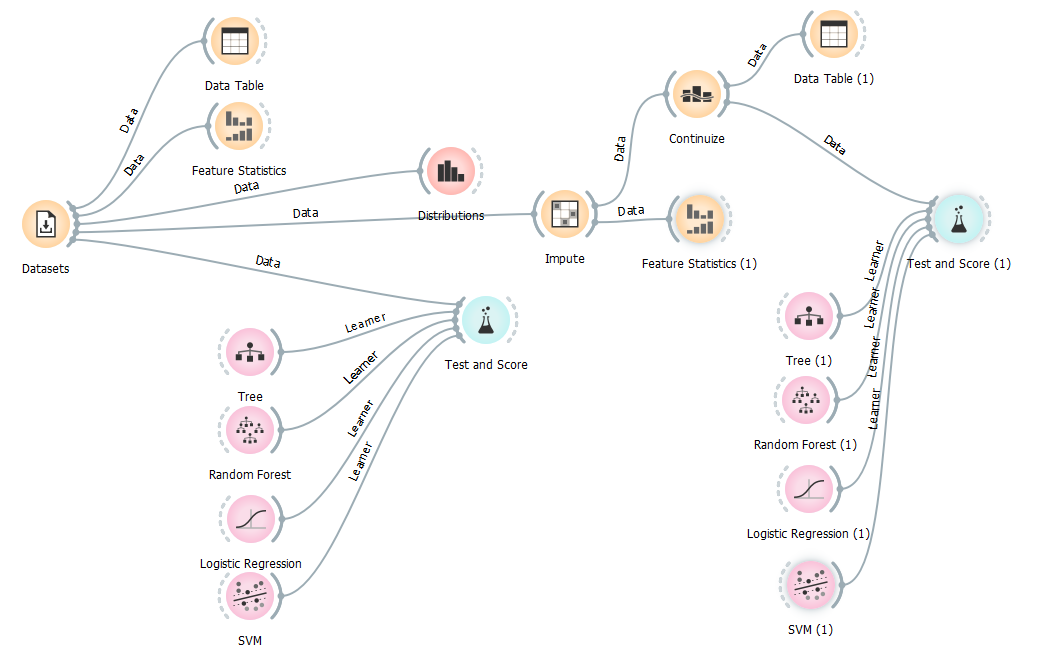 Data Table
Data Table (1)
Data
Data
Continuize
Data
Feature Statistics
Data
Data
Data
Data
Distributions
Data
Data
Datasets
Impute
Feature Statistics (1)
Test and Score (1)
Data
Learner
Learner
Learner
Learner
Learner
Test and Score
Tree (1)
Learner
Tree
Learner
Learner
Random Forest
Random Forest (1)
Logistic Regression
Logistic Regression (1)
SVM
SVM (1)